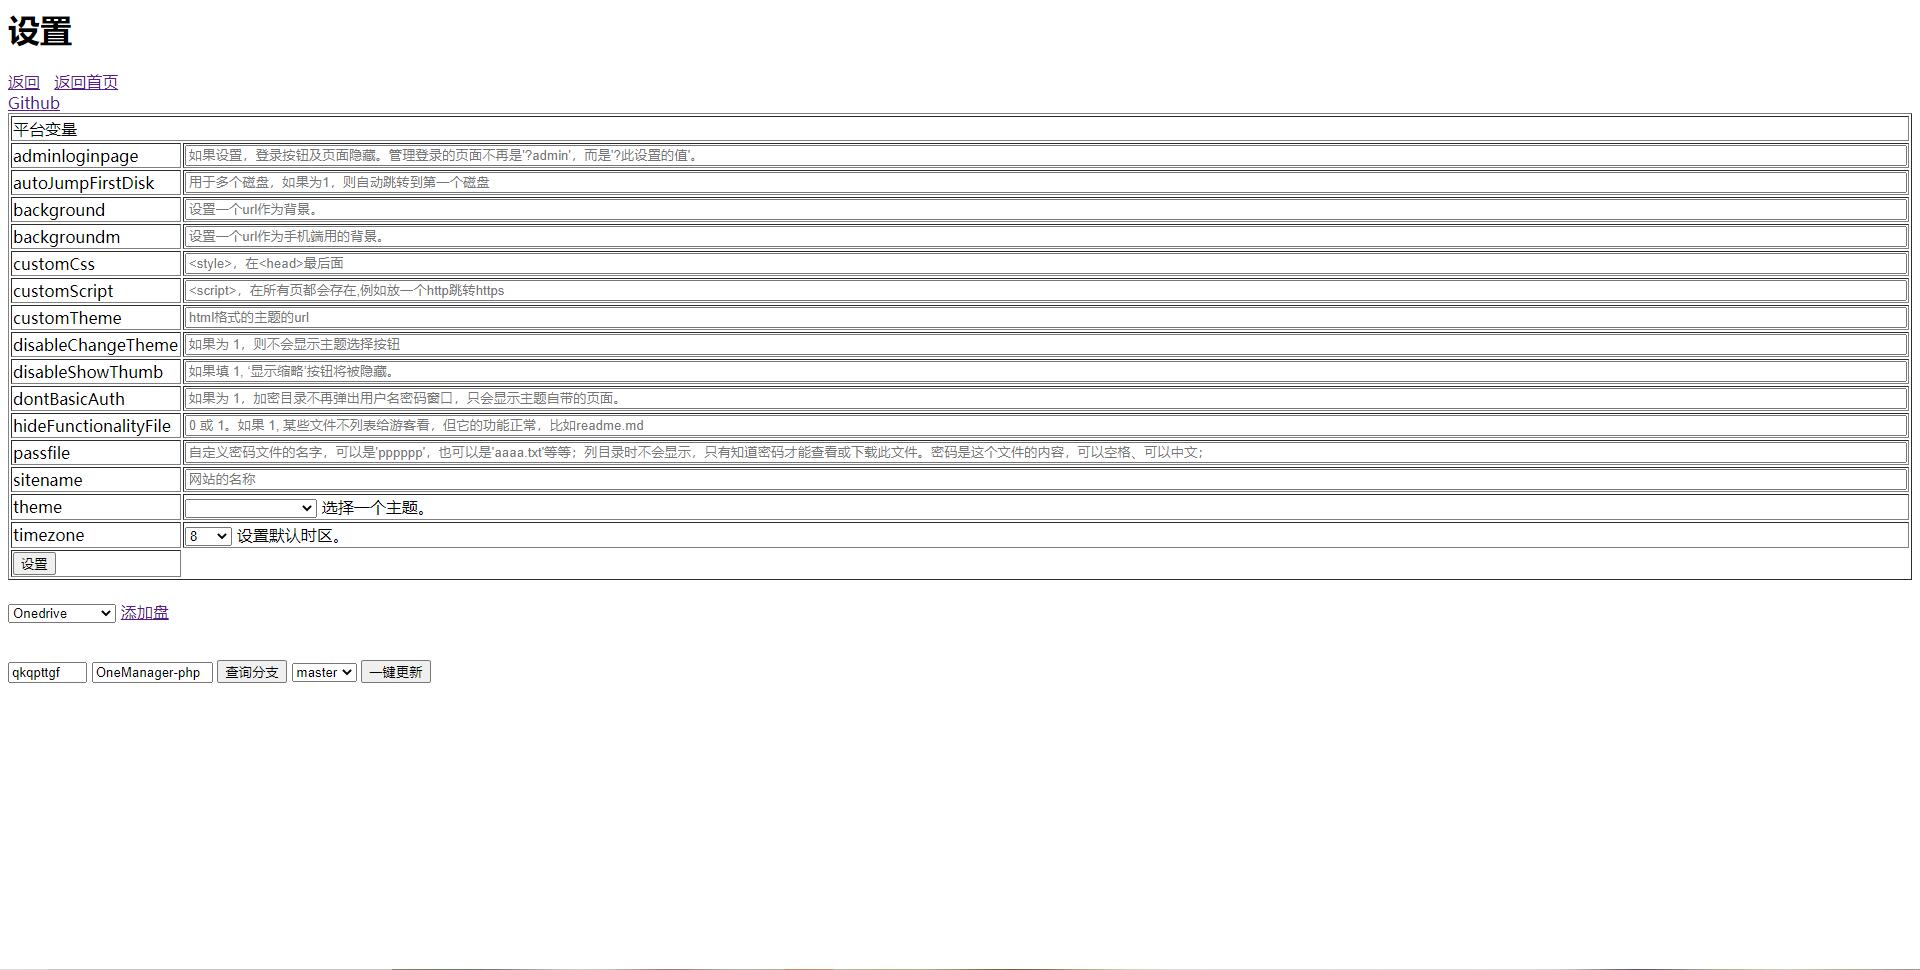 设置
返回 返回首页
Github
平台变量
adminloginpage 如果设置，登录按钮及页面隐藏。管理登录的页面不再是'?admin'，而是'?此设置的值'。
autoJumpFirstDisk 用于多个磁盘，如果为1，则自动跳转到第一个磁盘
background 设置一个url作为背景。
backgroundm 设置一个url作为手机端用的背景。
customCss <style>，在<head>最后面
customScript <script>，在所有页都会存在,例如放一个http跳转https
customTheme html格式的主题的url
disableChangeTheme 如果为 1，则不会显示主题选择按钮
disableShowThumb 如果填 1, ‘显示缩略’按钮将被隐藏。
dontBasicAuth 如果为 1，加密目录不再弹出用户名密码窗口，只会显示主题自带的页面。
hideFunctionalityFile 0 或 1。如果 1, 某些文件不列表给游客看，但它的功能正常，比如readme.md
passfile 自定义密码文件的名字，可以是'pppppp'，也可以是'aaaa.txt'等等；列目录时不会显示，只有知道密码才能查看或下载此文件。密码是这个文件的内容，可以空格、可以中文；
sitename 网站的名称
theme 选择一个主题。
timezone 8 设置默认时区。
设置
Onedrive 添加盘
qkqpttgf OneManager-php 查询分支 master 一键更新